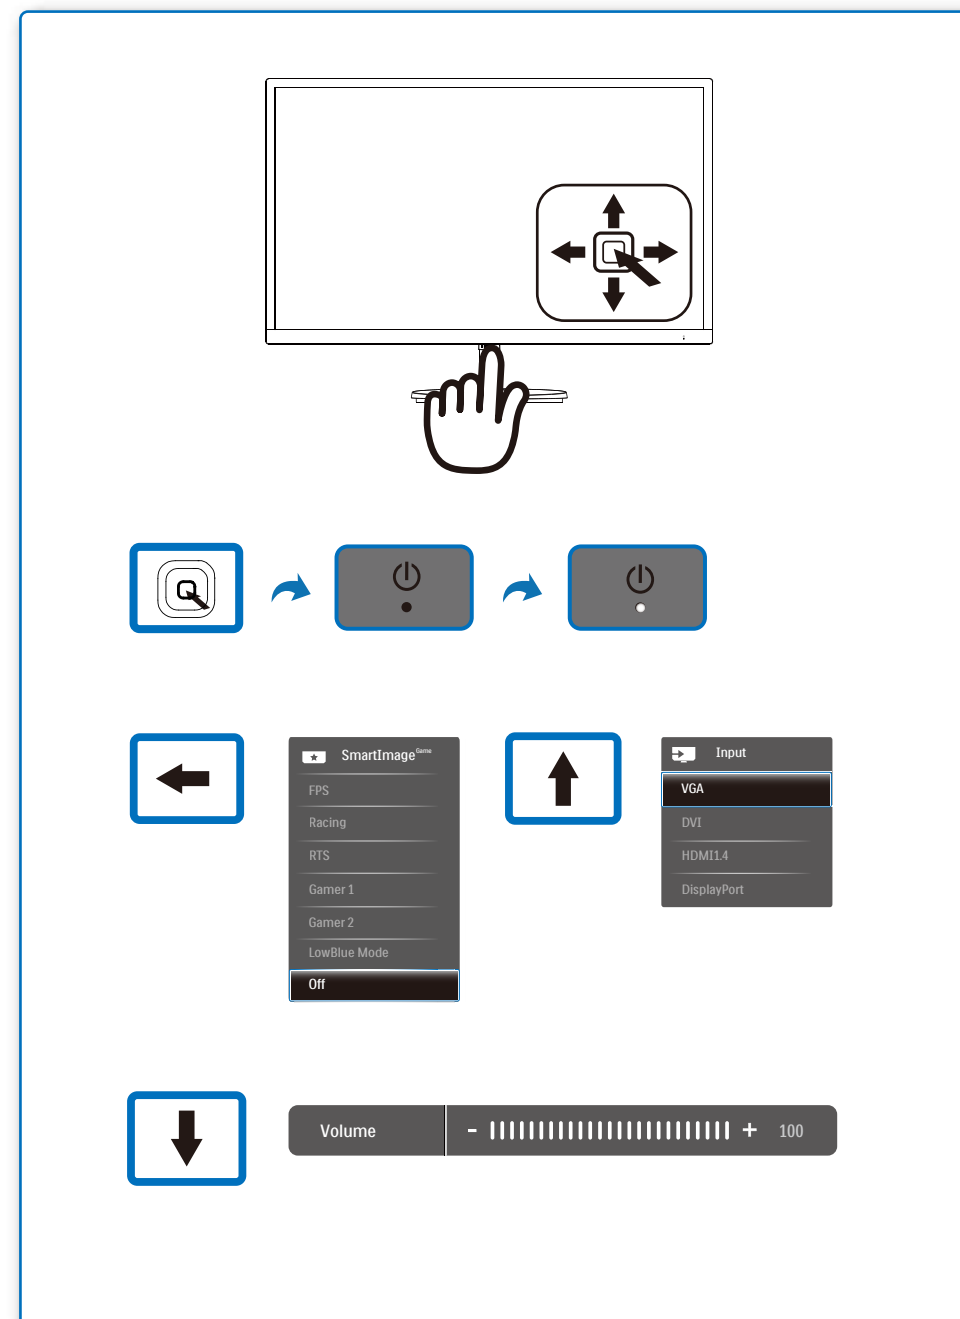 SmartImage Game
FPS
Racing
RTS
Gamer 1
Gamer 2
LowBlue Mode
Off
Input
VGA
DVI
HDMI1.4
DisplayPort
Volume - + 100